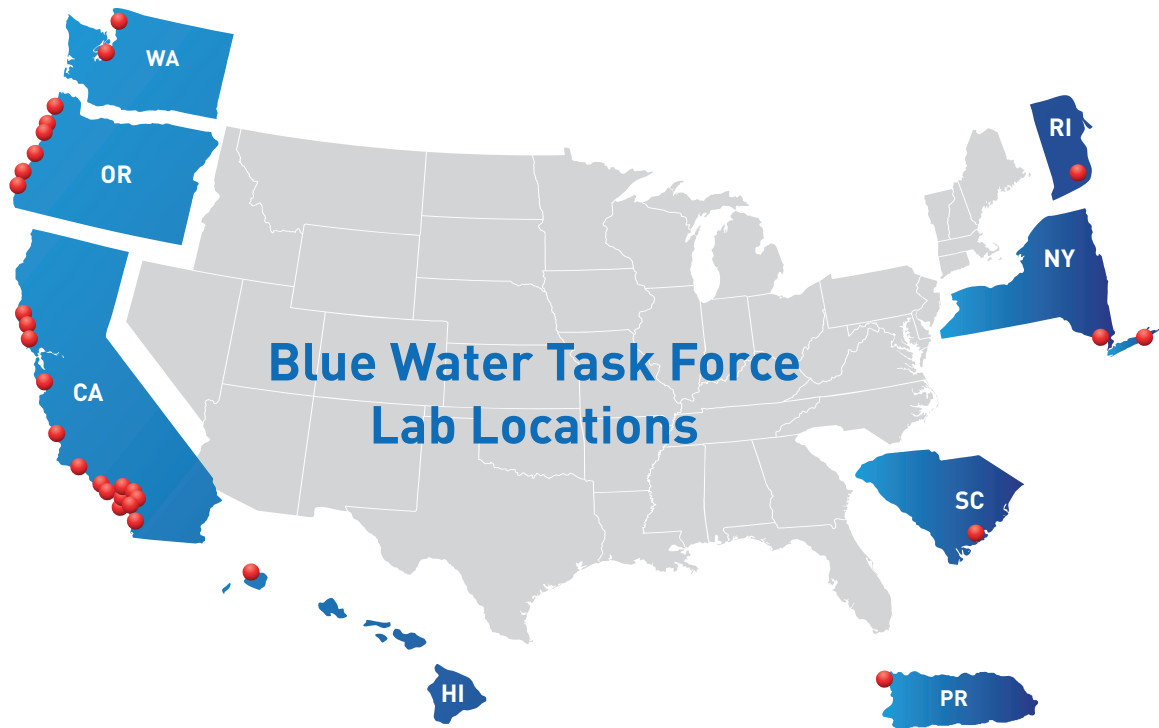 WA
OR
CA
RI
NY
Blue Water Task Force
Lab Locations
SC
HI
PR